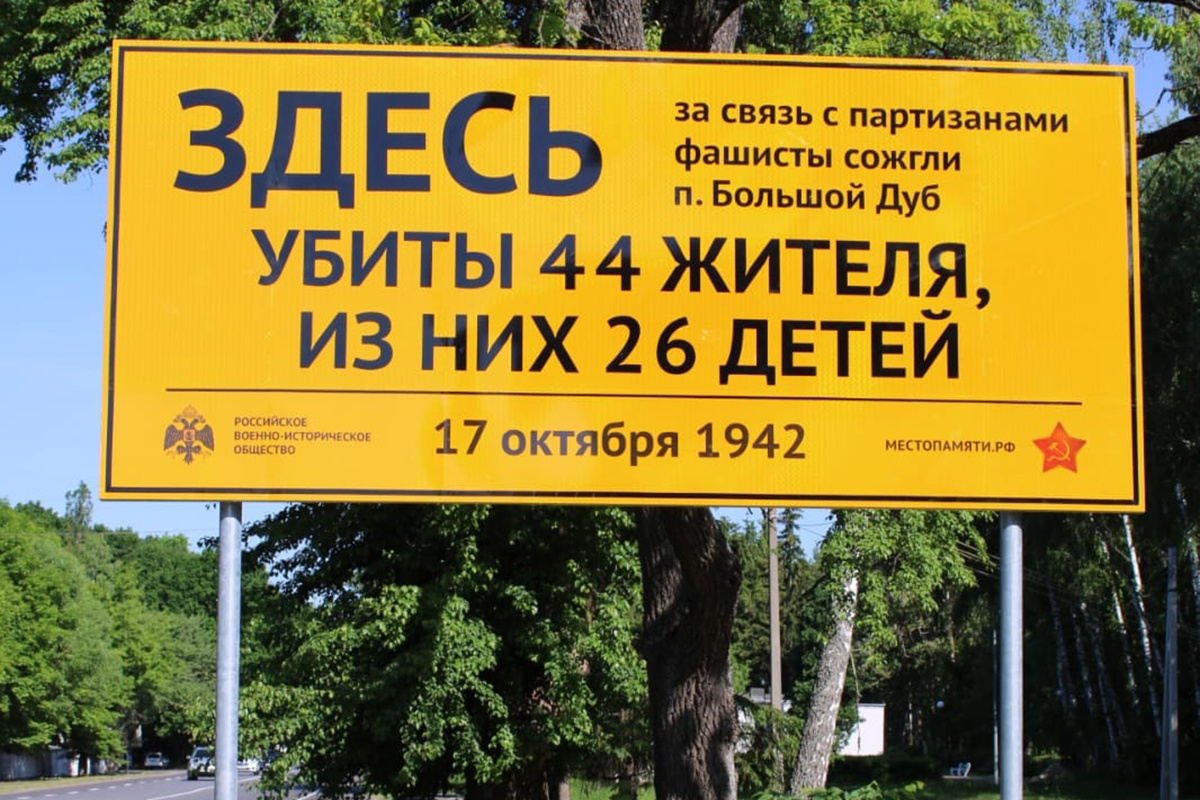 ЗДЕСЬ
за связь с партизанами
фашисты сожгли
п. Большой Дуб
УБИТЫ 44 ЖИТЕЛЯ,
ИЗ НИХ 26 ДЕТЕЙ
РОССИЙСКОЕ
ВОЕННО-ИСТОРИЧЕСКОЕ
ОБЩЕСТВО
17 октября 1942
МЕСТОПАМЯТИ.РФ